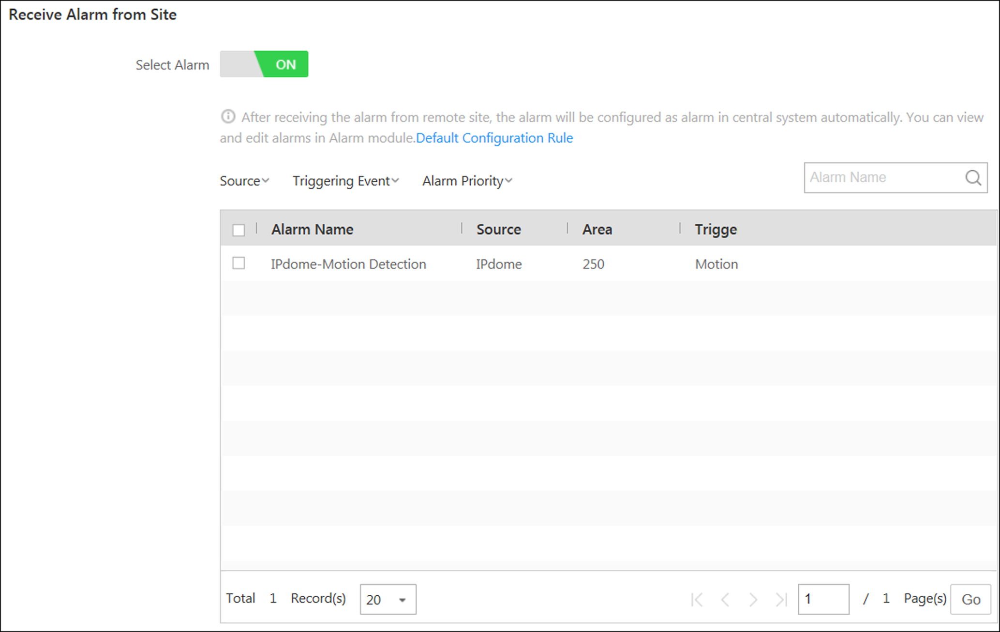 Receive Alarm from Site
Select Alarm ON
After receiving the alarm from remote site, the alarm will be configured as alarm in central system automatically. You can view
and edit alarms in Alarm module.Default Configuration Rule
Source Triggering Event Alarm Priority Alarm Name
Alarm Name Source Area Trigge
IPdome-Motion Detection IPdome 250 Motion
Total 1 Record(s) 20 1 / 1 Page(s) Go